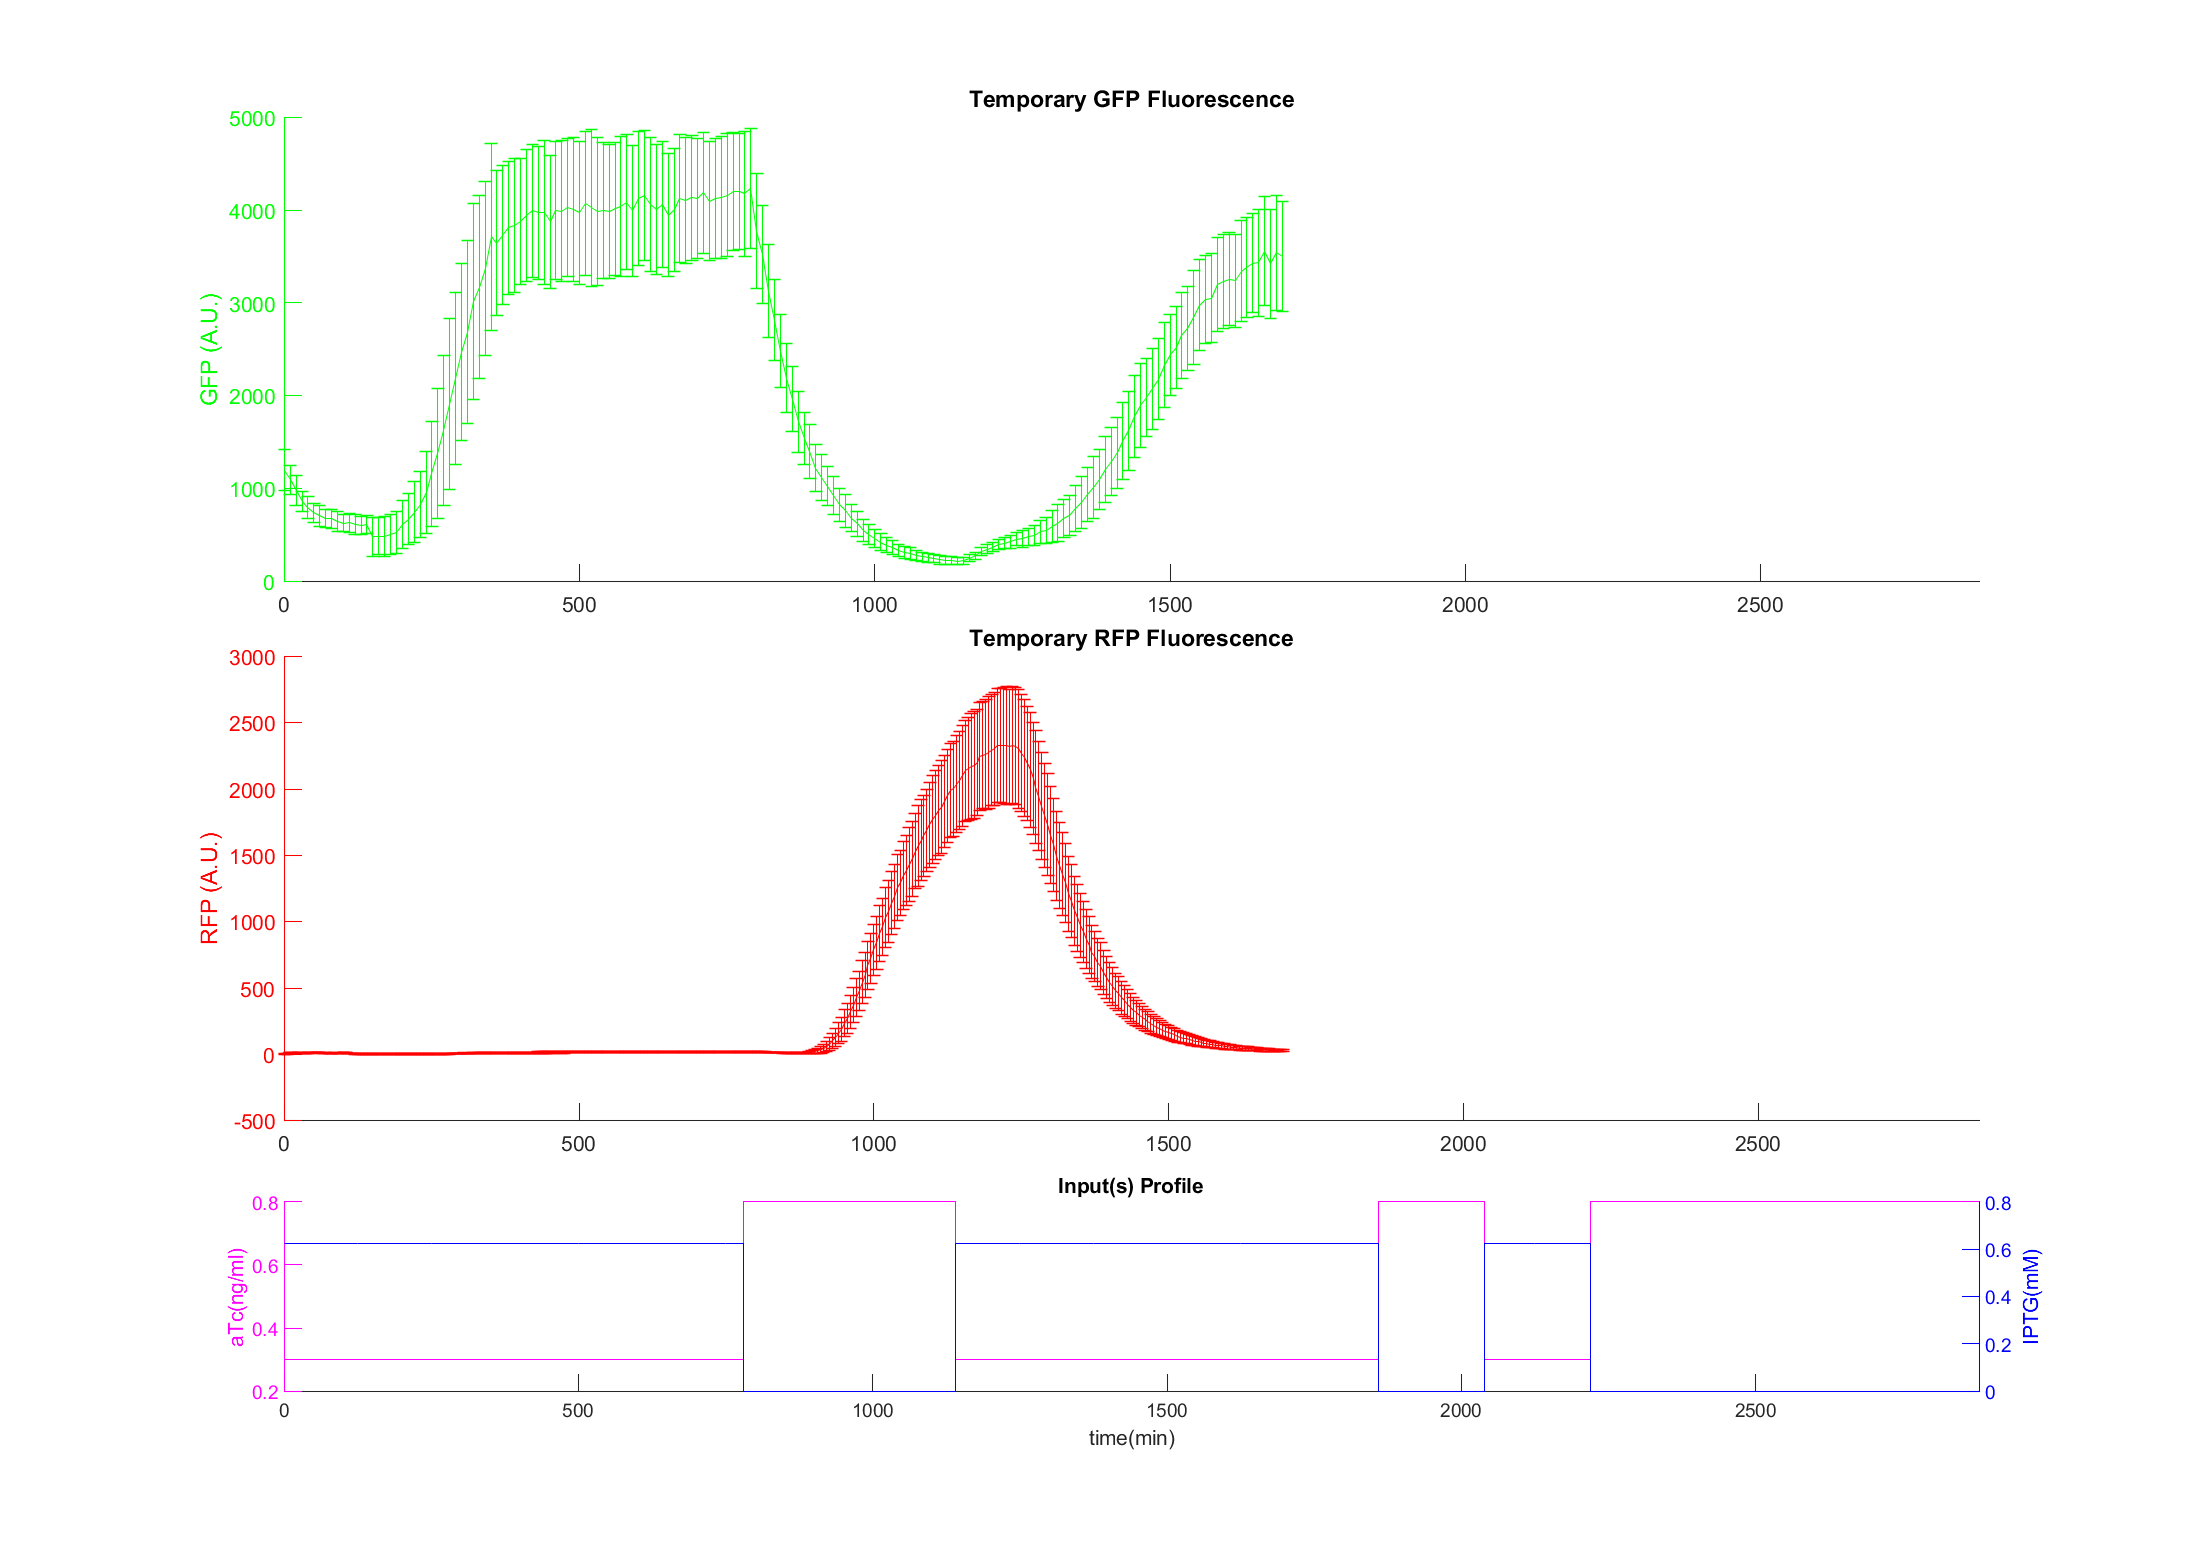 Temporary GFP Fluorescence
GFP (A.U.)
5000
4000
3000
2000
1000
0
0 500 1000 1500 2000 2500
Temporary RFP Fluorescence
RFP (A.U.)
3000
2500
2000
1500
1000
500
0
-500
0 500 1000 1500 2000 2500
Input(s) Profile
aTc(ng/ml)
0.8
0.6
0.4
0.2
0.8
0.6
0.4
0.2
0
IPTG(mM)
0 500 1000 1500 2000 2500
time(min)